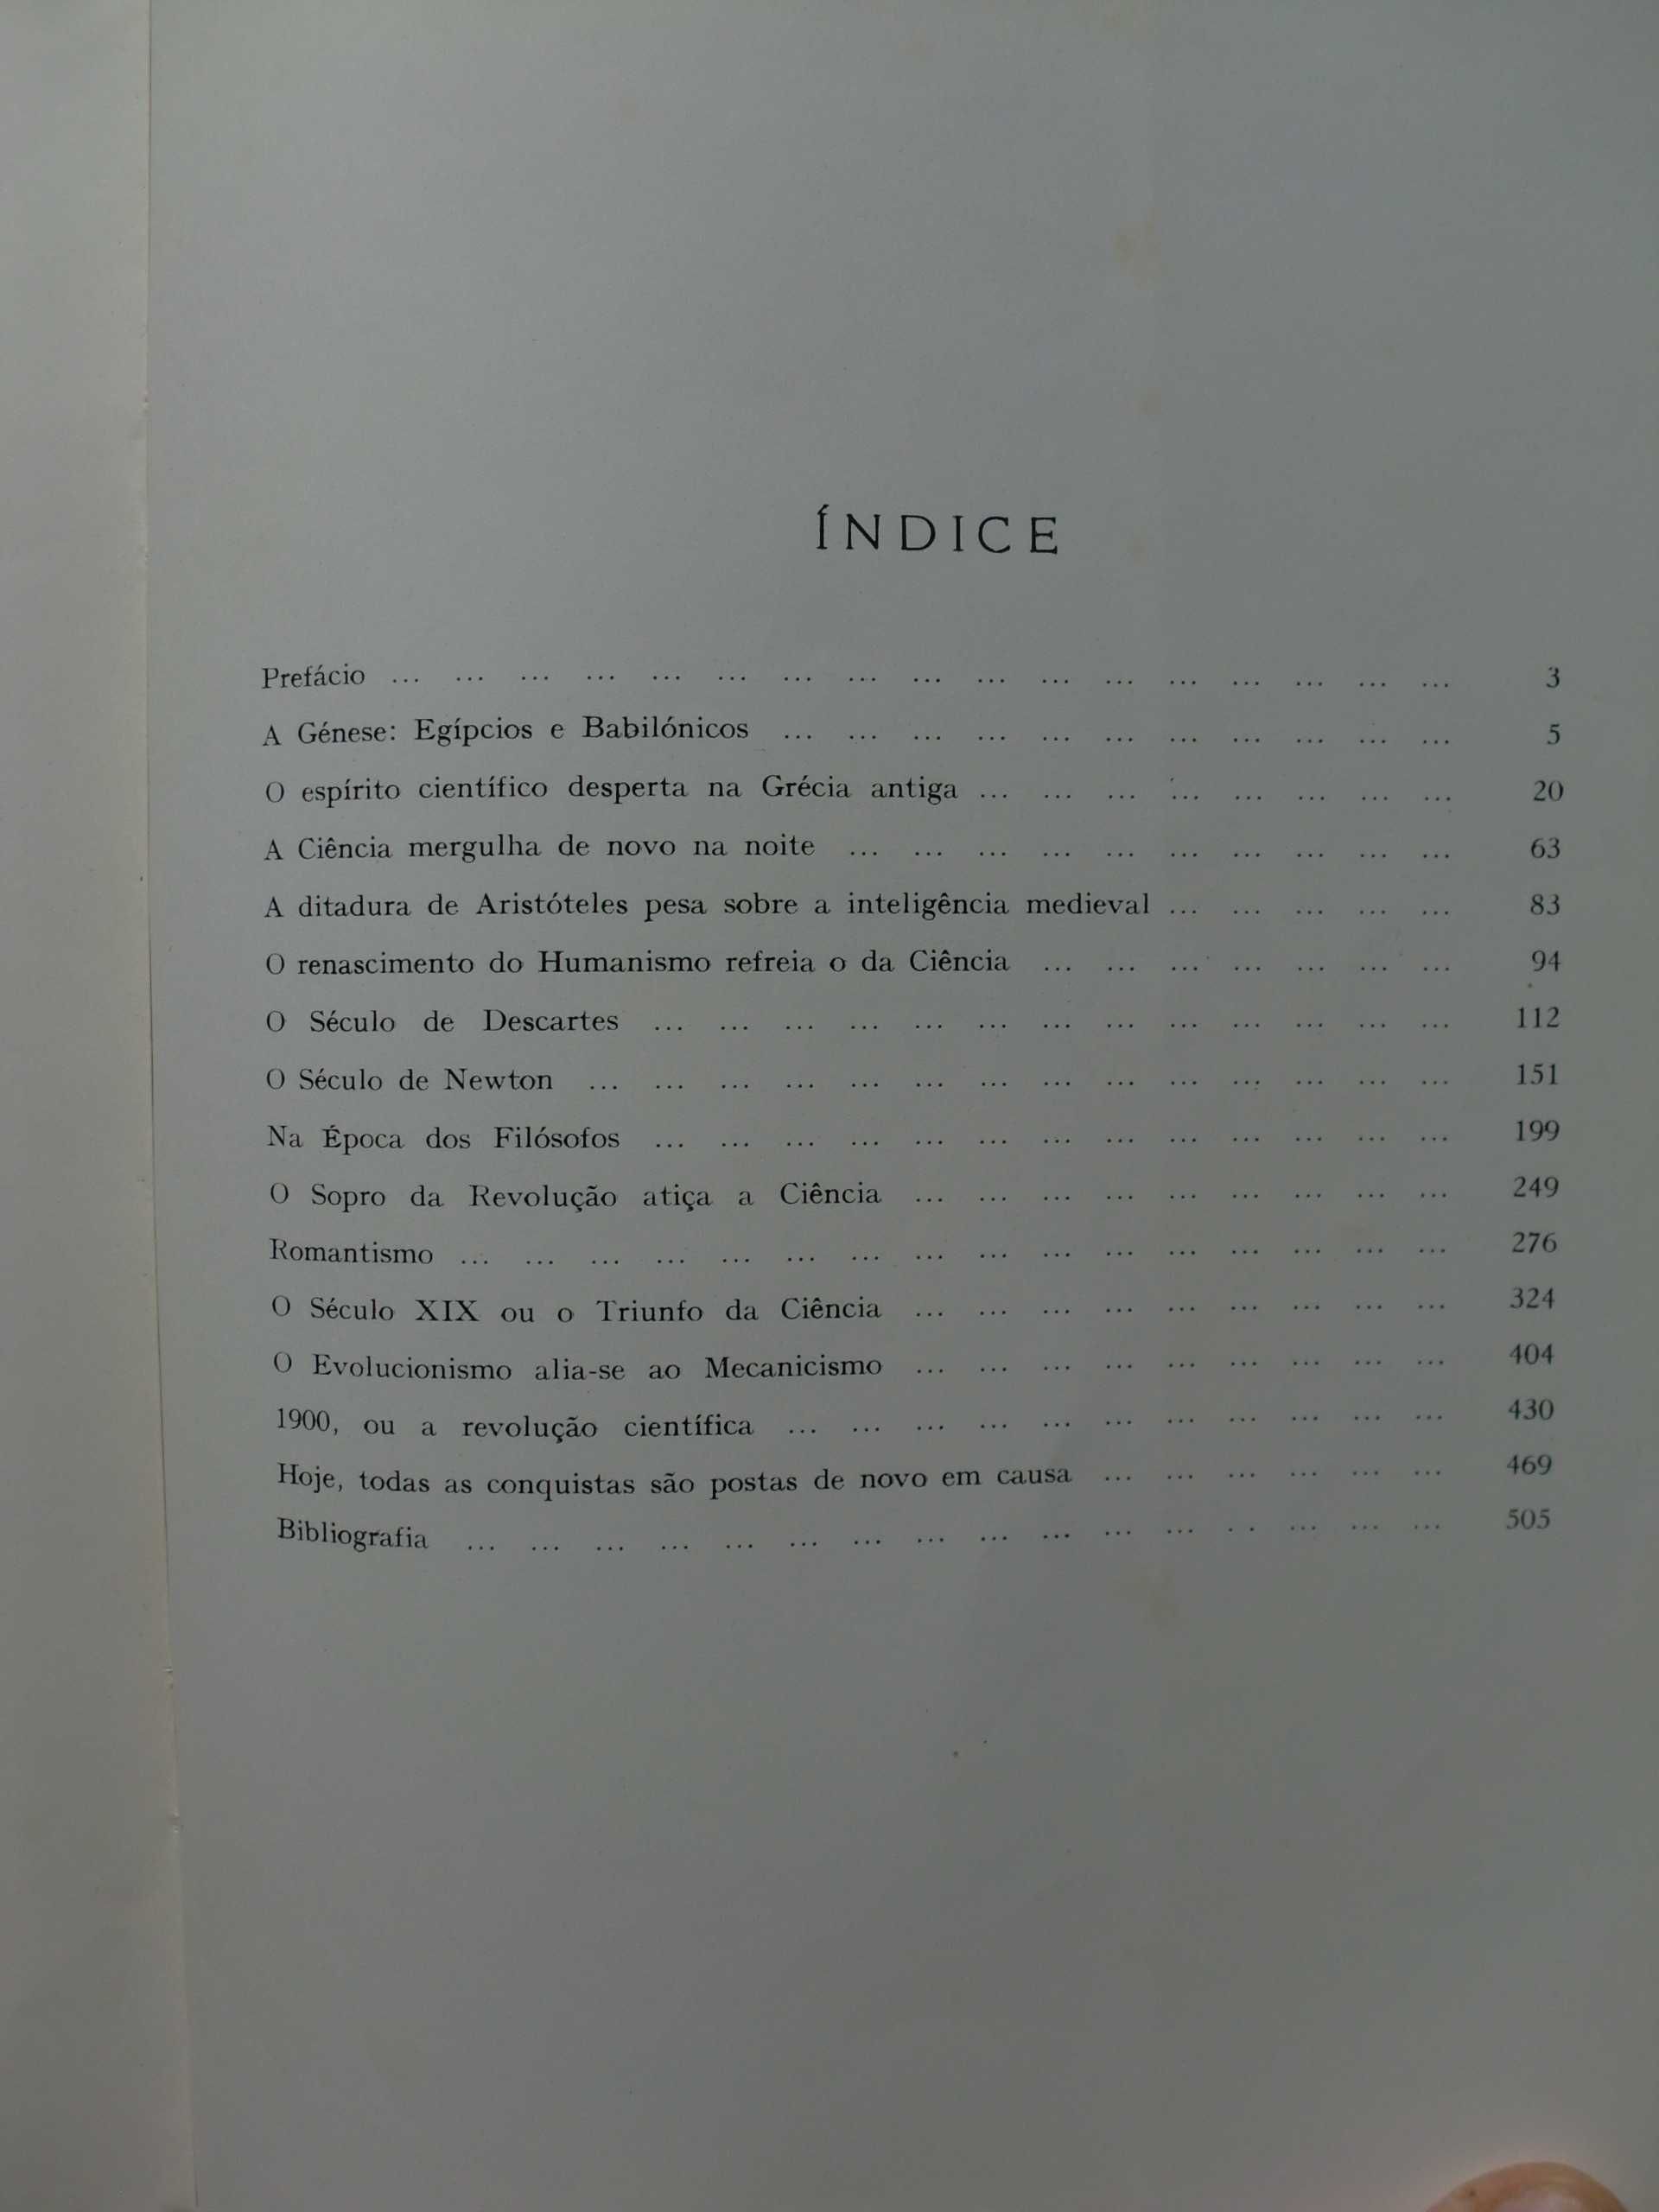 ÍNDICE
Prefácio ... ... ... ... ... ... ... ... ... ... ... ... ... ... ... ... ... 3
A Génese: Egípcios e Babilónicos ... ... ... ... ... ... ... ... ... ... ... 5
O espírito científico desperta na Grécia antiga ... ... ... ... ... ... ... ... 20
A Ciência mergulha de novo na noite ... ... ... ... ... ... ... ... ... ... 63
A ditadura de Aristóteles pesa sobre a inteligência medieval ... ... ... ... ... 83
O renascimento do Humanismo refreia o da Ciência ... ... ... ... ... ... ... 94
O Século de Descartes ... ... ... ... ... ... ... ... ... ... ... ... ... 112
O Século de Newton ... ... ... ... ... ... ... ... ... ... ... ... ... ... 151
Na Época dos Filósofos ... ... ... ... ... ... ... ... ... ... ... ... ... 199
O Sopro da Revolução atiça a Ciência ... ... ... ... ... ... ... ... ... 249
Romantismo ... ... ... ... ... ... ... ... ... ... ... ... ... ... ... ... 276
O Século XIX ou o Triunfo da Ciência ... ... ... ... ... ... ... ... ... 324
O Evolucionismo alia-se ao Mecanicismo ... ... ... ... ... ... ... ... ... 404
1900, ou a revolução científica ... ... ... ... ... ... ... ... ... ... ... 430
Hoje, todas as conquistas são postas de novo em causa ... ... ... ... ... ... 469
Bibliografia ... ... ... ... ... ... ... ... ... ... ... ... . . ... ... ... 505